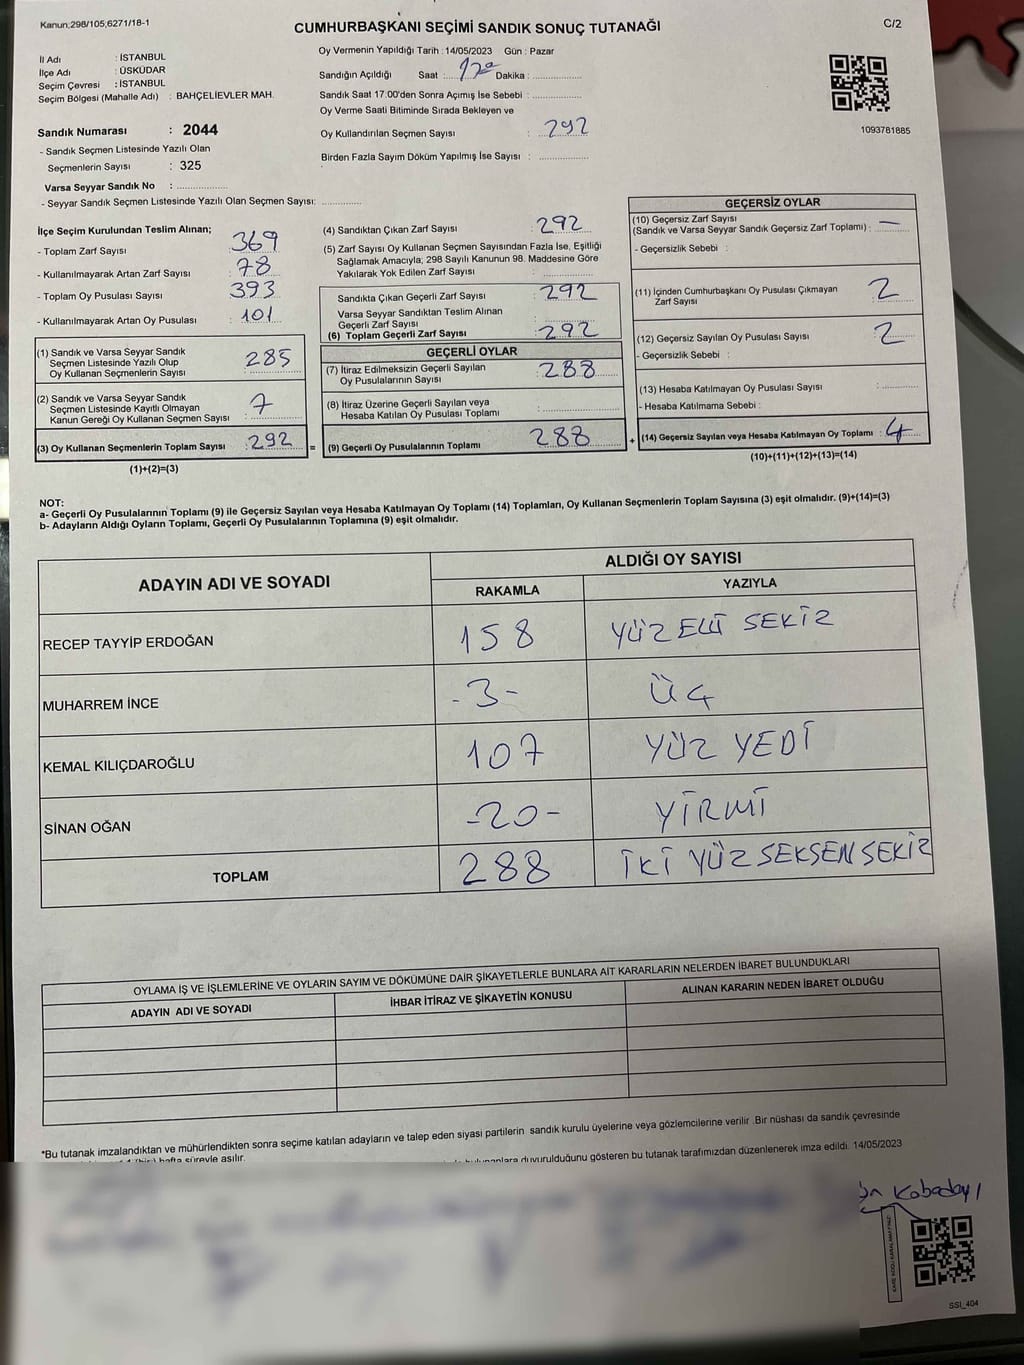 Kanun;298/105,6271/18-1
CUMHURBAŞKANI SEÇİMİ SANDIK SONUÇ TUTANAĞI
C/2
İl Adı : İSTANBUL
İlçe Adı : ÜSKÜDAR
Seçim Çevresi : İSTANBUL
Seçim Bölgesi (Mahalle Adı) : BAHÇELİEVLER MAH.
Sandık Numarası : 2044
- Sandık Seçmen Listesinde Yazılı Olan
Seçmenlerin Sayısı : 325
Varsa Seyyar Sandık No : ..................
- Seyyar Sandık Seçmen Listesinde Yazılı Olan Seçmen Sayısı: ..............
Oy Vermenin Yapıldığı Tarih : 14/05/2023 Gün : Pazar
Sandığın Açıldığı Saat : Dakika : ..................
Sandık Saat 17.00'den Sonra Açımış İse Sebebi : ..................
Oy Verme Saati Bitiminde Sırada Bekleyen ve
Oy Kullandırılan Seçmen Sayısı : 292
Birden Fazla Sayım Döküm Yapılmış İse Sayısı : ..................
1093781885
İlçe Seçim Kurulundan Teslim Alınan;
- Toplam Zarf Sayısı : 369
- Kullanılmayarak Artan Zarf Sayısı : 78
- Toplam Oy Pusulası Sayısı : 393
- Kullanılmayarak Artan Oy Pusulası : 101
(1) Sandık ve Varsa Seyyar Sandık
Seçmen Listesinde Yazılı Olup
Oy Kullanan Seçmenlerin Sayısı : 285
(2) Sandık ve Varsa Seyyar Sandık
Seçmen Listesinde Kayıtlı Olmayan
Kanun Gereği Oy Kullanan Seçmen Sayısı : 7
(3) Oy Kullanan Seçmenlerin Toplam Sayısı : 292 =
(1)+(2)=(3)
(4) Sandıktan Çıkan Zarf Sayısı : 292
(5) Zarf Sayısı Oy Kullanan Seçmen Sayısından Fazla İse, Eşitliği
Sağlamak Amacıyla; 298 Sayılı Kanunun 98. Maddesine Göre
Yakılarak Yok Edilen Zarf Sayısı : ..................
Sandıkta Çıkan Geçerli Zarf Sayısı : 292
Varsa Seyyar Sandıktan Teslim Alınan
Geçerli Zarf Sayısı : ..................
(6) Toplam Geçerli Zarf Sayısı : 292
GEÇERLİ OYLAR
(7) İtiraz Edilmeksizin Geçerli Sayılan
Oy Pusulalarının Sayısı : 288
(8) İtiraz Üzerine Geçerli Sayılan veya
Hesaba Katılan Oy Pusulası Toplamı : ..................
(9) Geçerli Oy Pusulalarının Toplamı : 288 +
GEÇERSİZ OYLAR
(10) Geçersiz Zarf Sayısı
(Sandık ve Varsa Seyyar Sandık Geçersiz Zarf Toplamı) : —
- Geçersizlik Sebebi :
(11) İçinden Cumhurbaşkanı Oy Pusulası Çıkmayan
Zarf Sayısı : 2
(12) Geçersiz Sayılan Oy Pusulası Sayısı : 2
- Geçersizlik Sebebi :
(13) Hesaba Katılmayan Oy Pusulası Sayısı : ..................
- Hesaba Katılmama Sebebi :
(14) Geçersiz Sayılan veya Hesaba Katılmayan Oy Toplamı : 4
(10)+(11)+(12)+(13)=(14)
NOT:
a- Geçerli Oy Pusulalarının Toplamı (9) ile Geçersiz Sayılan veya Hesaba Katılmayan Oy Toplamı (14) Toplamları, Oy Kullanan Seçmenlerin Toplam Sayısına (3) eşit olmalıdır. (9)+(14)=(3)
b- Adayların Aldığı Oyların Toplamı, Geçerli Oy Pusulalarının Toplamına (9) eşit olmalıdır.
ADAYIN ADI VE SOYADI
ALDIĞI OY SAYISI
RAKAMLA YAZIYLA
RECEP TAYYİP ERDOĞAN 158 YÜZ ELLİ SEKİZ
MUHARREM İNCE -3- ÜÇ
KEMAL KILIÇDAROĞLU 107 YÜZ YEDİ
SİNAN OĞAN -20- YİRMİ
TOPLAM 288 İKİ YÜZ SEKSEN SEKİZ
OYLAMA İŞ VE İŞLEMLERİNE VE OYLARIN SAYIM VE DÖKÜMÜNE DAİR ŞİKAYETLERLE BUNLARA AİT KARARLARIN NELERDEN İBARET BULUNDUKLARI
ADAYIN ADI VE SOYADI İHBAR İTİRAZ VE ŞİKAYETİN KONUSU ALINAN KARARIN NEDEN İBARET OLDUĞU
*Bu tutanak imzalandıktan ve mühürlendikten sonra seçime katılan adayların ve talep eden siyasi partilerin sandık kurulu üyelerine veya gözlemcilerine verilir .Bir nüshası da sandık çevresinde
hafta süreyle asılır.
duyurulduğunu gösteren bu tutanak tarafımızdan düzenlenerek imza edildi. 14/05/2023
Kabadayı
SSI_404